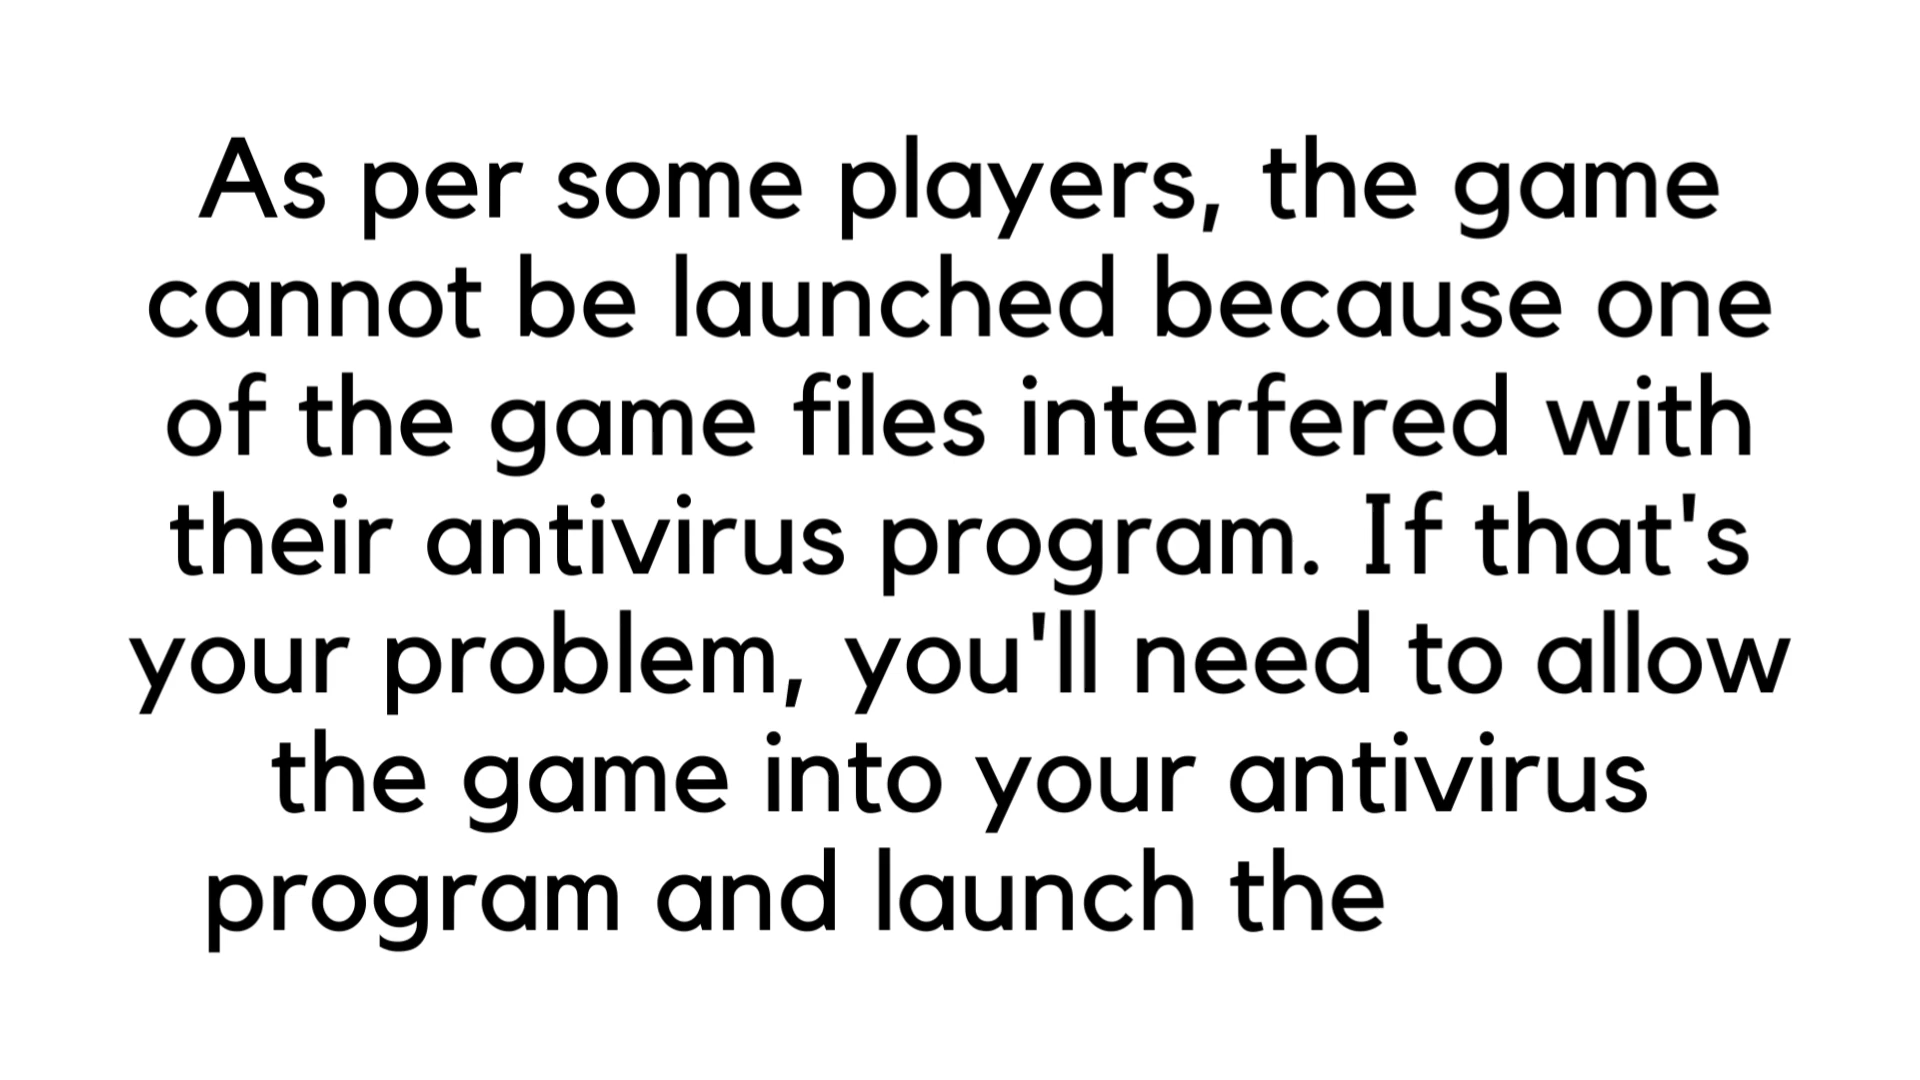 As per some players, the game
cannot be launched because one
of the game files interfered with
their antivirus program. If that's
your problem, you'll need to allow
the game into your antivirus
program and launch the